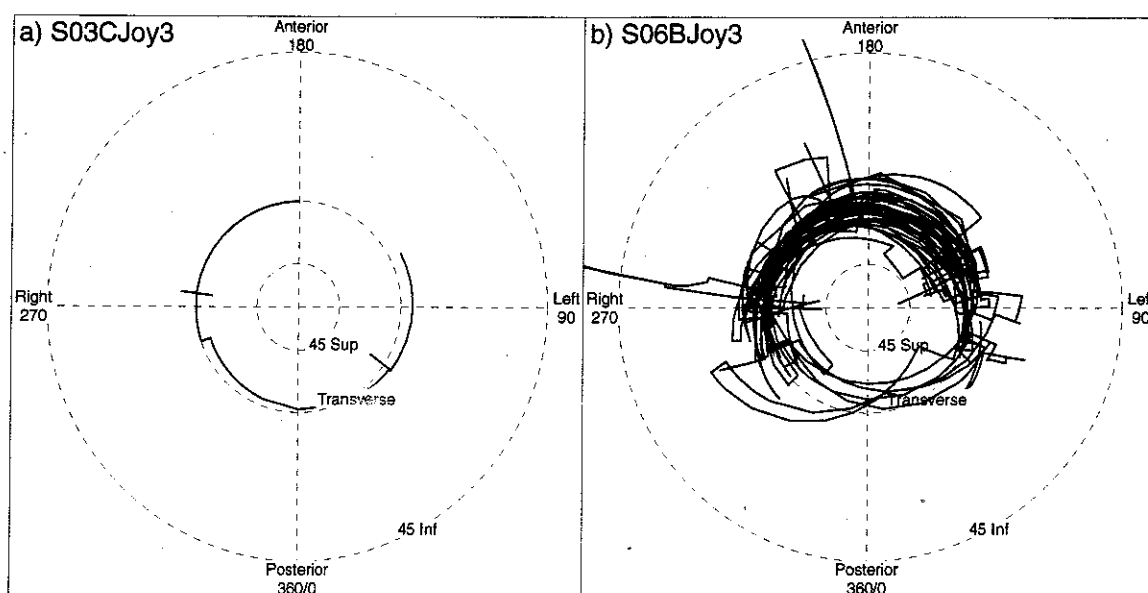 a) S03CJoy3
Anterior
180
Right
270
Left
90
45 Sup
Transverse
45 Inf
Posterior
360/0
b) S06BJoy3
Anterior
180
Right
270
Left
90
45 Sup
Transverse
45 Inf
Posterior
360/0